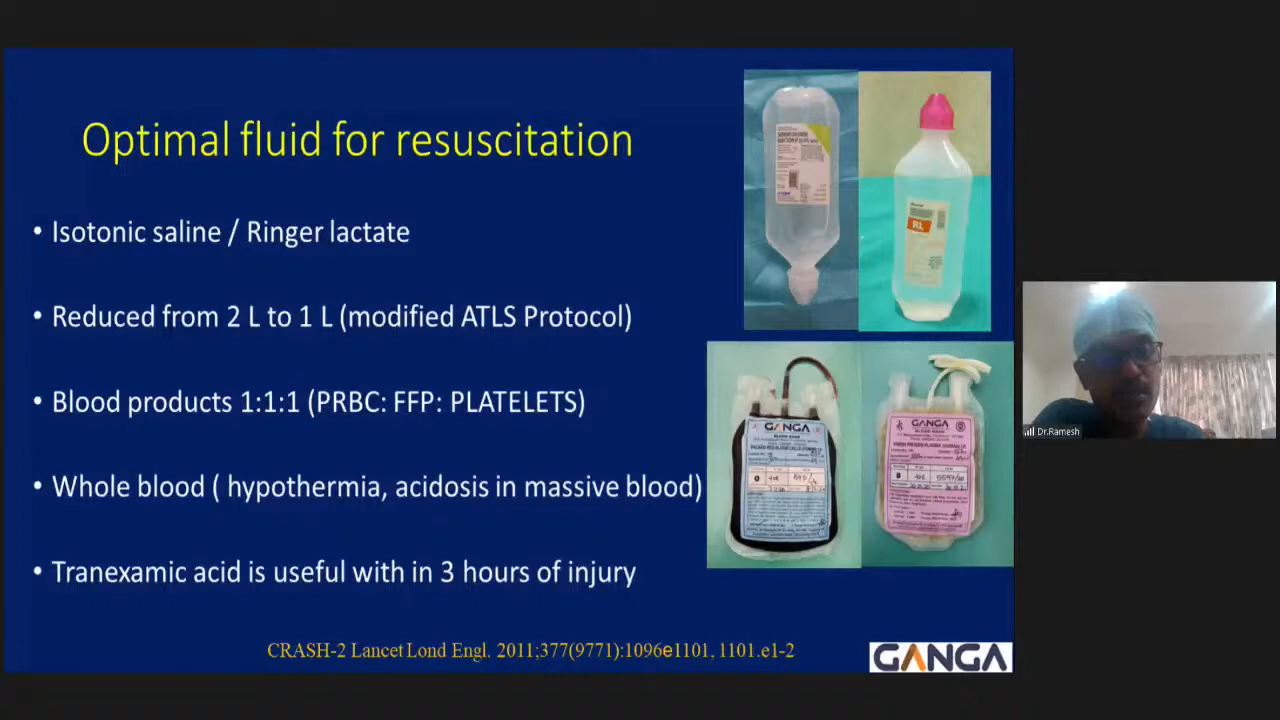 Optimal fluid for resuscitation
• Isotonic saline / Ringer lactate
• Reduced from 2 L to 1 L (modified ATLS Protocol)
• Blood products 1:1:1 (PRBC: FFP: PLATELETS)
• Whole blood ( hypothermia, acidosis in massive blood)
• Tranexamic acid is useful with in 3 hours of injury
CRASH-2 Lancet Lond Engl. 2011;377(9771):1096e1101, 1101.e1-2
GANGA
RL
GANGA
GANGA
Dr.Ramesh